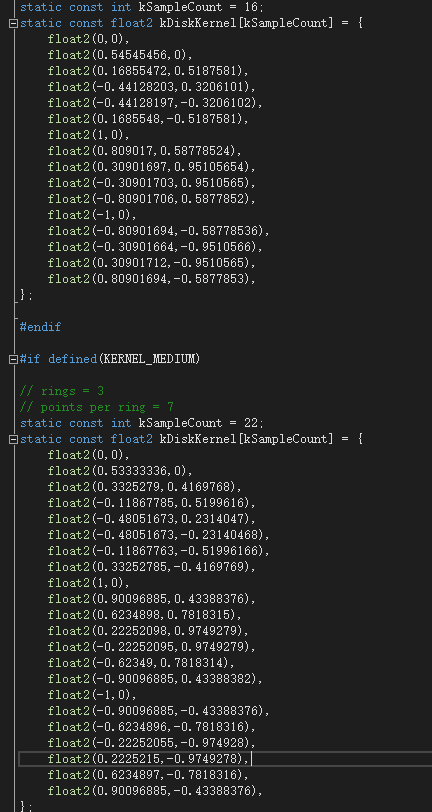 static const int kSampleCount = 16;
static const float2 kDiskKernel[kSampleCount] = {
float2(0,0),
float2(0.54545456,0),
float2(0.16855472,0.5187581),
float2(-0.44128203,0.3206101),
float2(-0.44128197,-0.3206102),
float2(0.1685548,-0.5187581),
float2(1,0),
float2(0.809017,0.58778524),
float2(0.30901697,0.95105654),
float2(-0.30901703,0.9510565),
float2(-0.80901706,0.5877852),
float2(-1,0),
float2(-0.80901694,-0.58778536),
float2(-0.30901664,-0.9510566),
float2(0.30901712,-0.9510565),
float2(0.80901694,-0.5877853),
};
#endif
#if defined(KERNEL_MEDIUM)
// rings = 3
// points per ring = 7
static const int kSampleCount = 22;
static const float2 kDiskKernel[kSampleCount] = {
float2(0,0),
float2(0.53333336,0),
float2(0.3325279,0.4169768),
float2(-0.11867785,0.5199616),
float2(-0.48051673,0.2314047),
float2(-0.48051673,-0.23140468),
float2(-0.11867763,-0.51996166),
float2(0.33252785,-0.4169769),
float2(1,0),
float2(0.90096885,0.43388376),
float2(0.6234898,0.7818315),
float2(0.22252098,0.9749279),
float2(-0.22252095,0.9749279),
float2(-0.62349,0.7818314),
float2(-0.90096885,0.43388382),
float2(-1,0),
float2(-0.90096885,-0.43388376),
float2(-0.6234896,-0.7818316),
float2(-0.22252055,-0.974928),
float2(0.2225215,-0.9749278),
float2(0.6234897,-0.7818316),
float2(0.90096885,-0.43388376),
};